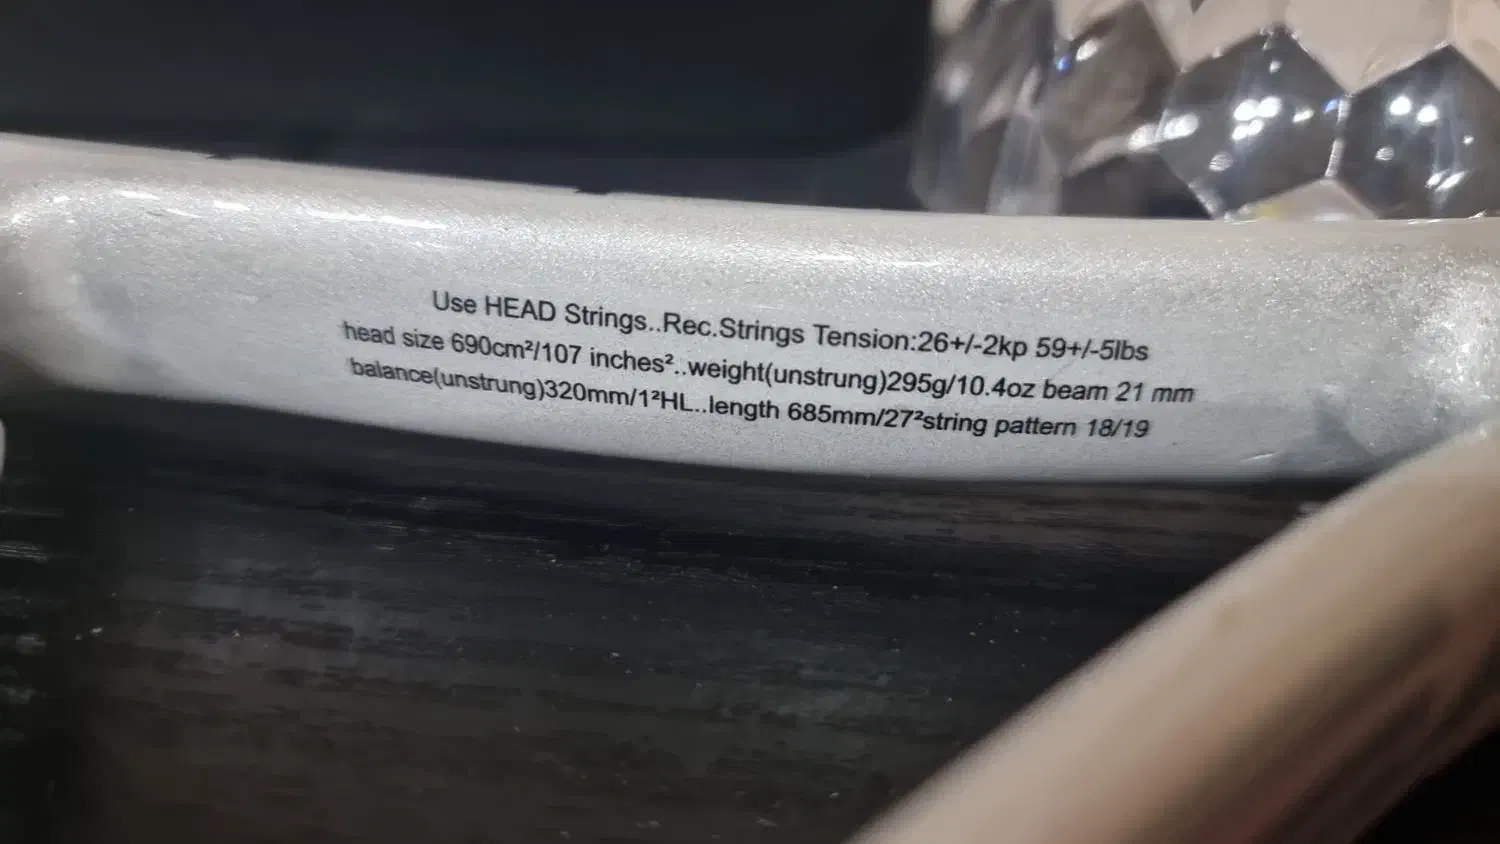 Use HEAD Strings..Rec.Strings Tension:26+/-2kp 59+/-5lbs
head size 690cm²/107 inches²..weight(unstrung)295g/10.4oz beam 21 mm
balance(unstrung)320mm/1²HL..length 685mm/27²string pattern 18/19